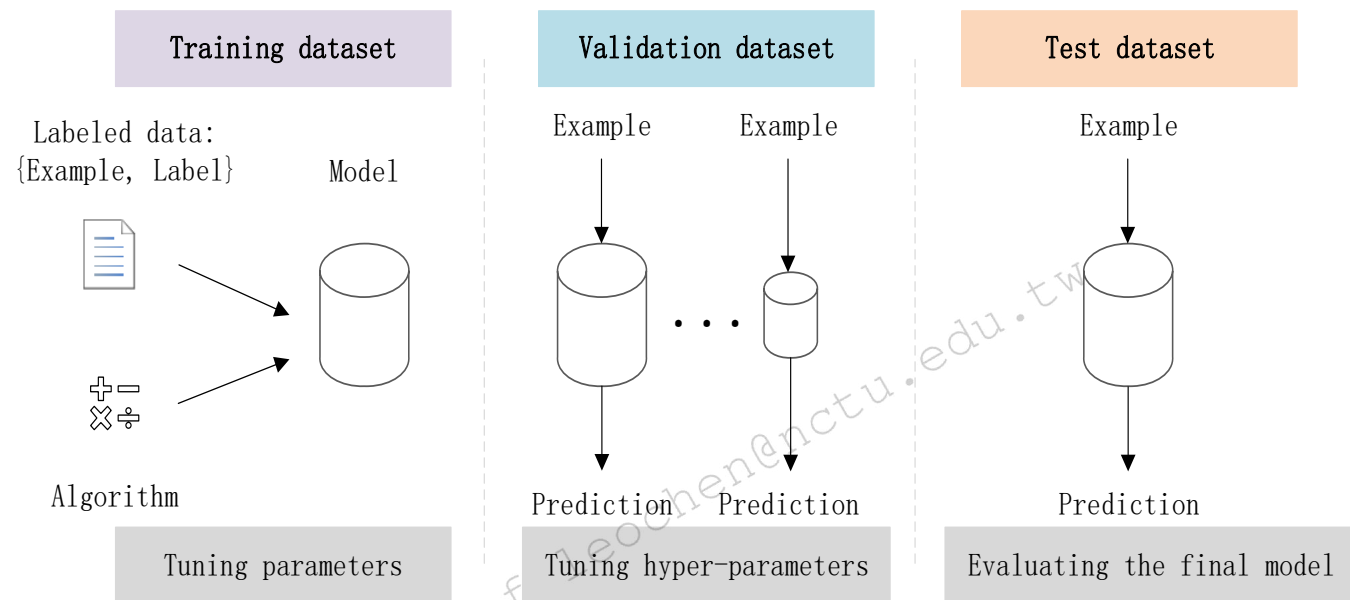 Training dataset
Labeled data:
{Example, Label}
Model
Algorithm
Tuning parameters
Validation dataset
Example Example
...
Prediction Prediction
Tuning hyper-parameters
Test dataset
Example
Prediction
Evaluating the final model
leochen@nctu.edu.tw